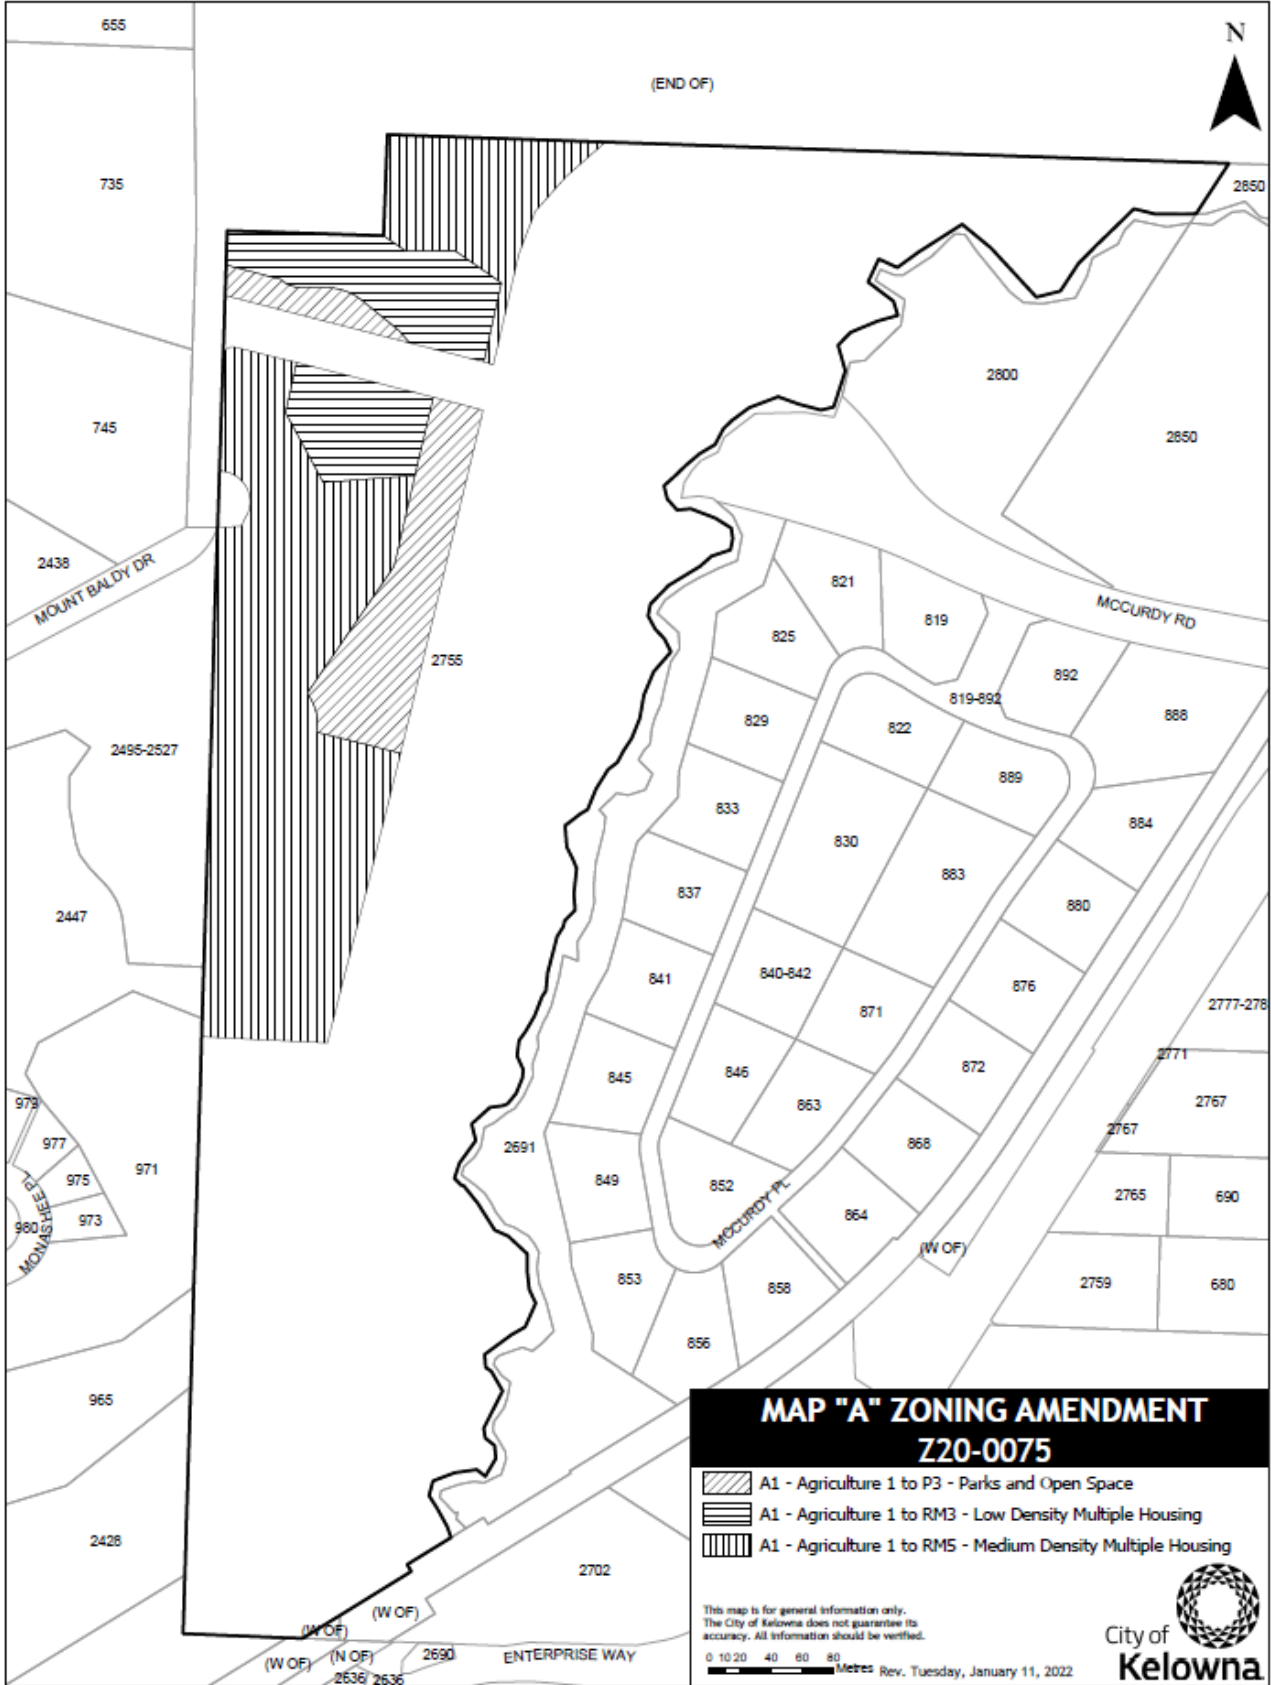 655
N
(END OF)
735
2850
2800
745
2850
2438
MOUNT BALDY DR
821
819
MCCURDY RD
825
2755
892
819-892
888
829
822
2495-2527
889
833
884
830
883
837
880
2447
840-842
841
876
871
2777-278
2771
846
872
845
863
2767
979
977
2767
868
2691
971
975
849
852
2765
690
973
980
MONASHEE PL
MCCURDY PL
864
(W OF)
853
858
2759
680
856
965
MAP "A" ZONING AMENDMENT
Z20-0075
A1 - Agriculture 1 to P3 - Parks and Open Space
A1 - Agriculture 1 to RM3 - Low Density Multiple Housing
A1 - Agriculture 1 to RM5 - Medium Density Multiple Housing
2428
2702
(W OF)
(W OF)
(N OF)
(W OF)
2690
ENTERPRISE WAY
2636
2636
This map is for general information only.
The City of Kelowna does not guarantee its
accuracy. All information should be verified.
0 10 20 40 60 80
Metres
Rev. Tuesday, January 11, 2022
City of
Kelowna